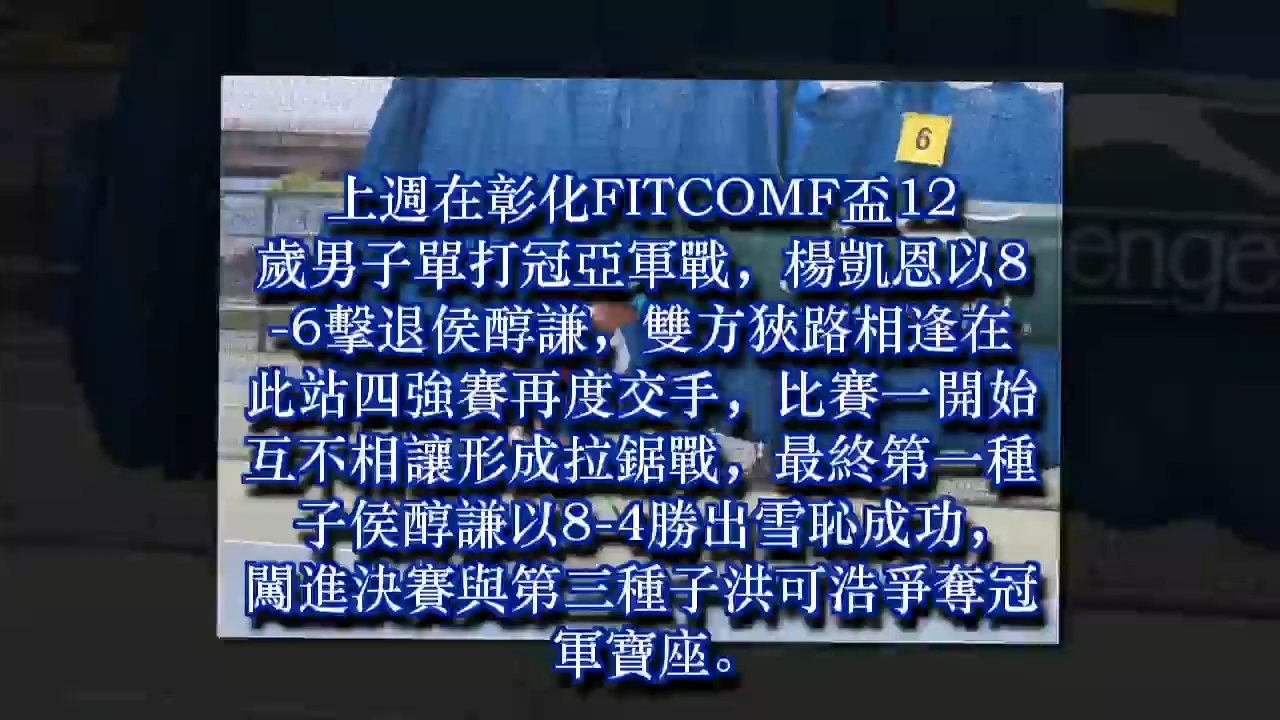 6
上週在彰化FITCOMF盃12
歲男子單打冠亞軍戰，楊凱恩以8
-6擊退侯醇謙，雙方狹路相逢在
此站四強賽再度交手，比賽一開始
互不相讓形成拉鋸戰，最終第一種
子侯醇謙以8-4勝出雪恥成功，
闖進決賽與第三種子洪可浩爭奪冠
軍寶座。
enge